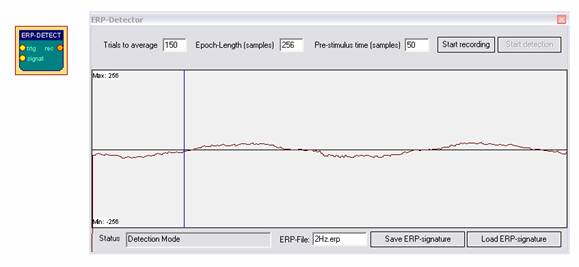 ERP-DETECT
trig rec
signal
ERP-Detector
Trials to average 150 Epoch-Length (samples) 256 Pre-stimulus time (samples) 50 Start recording Start detection
Max: 256
Min: -256
Status Detection Mode ERP-File: 2Hz.erp Save ERP-signature Load ERP-signature